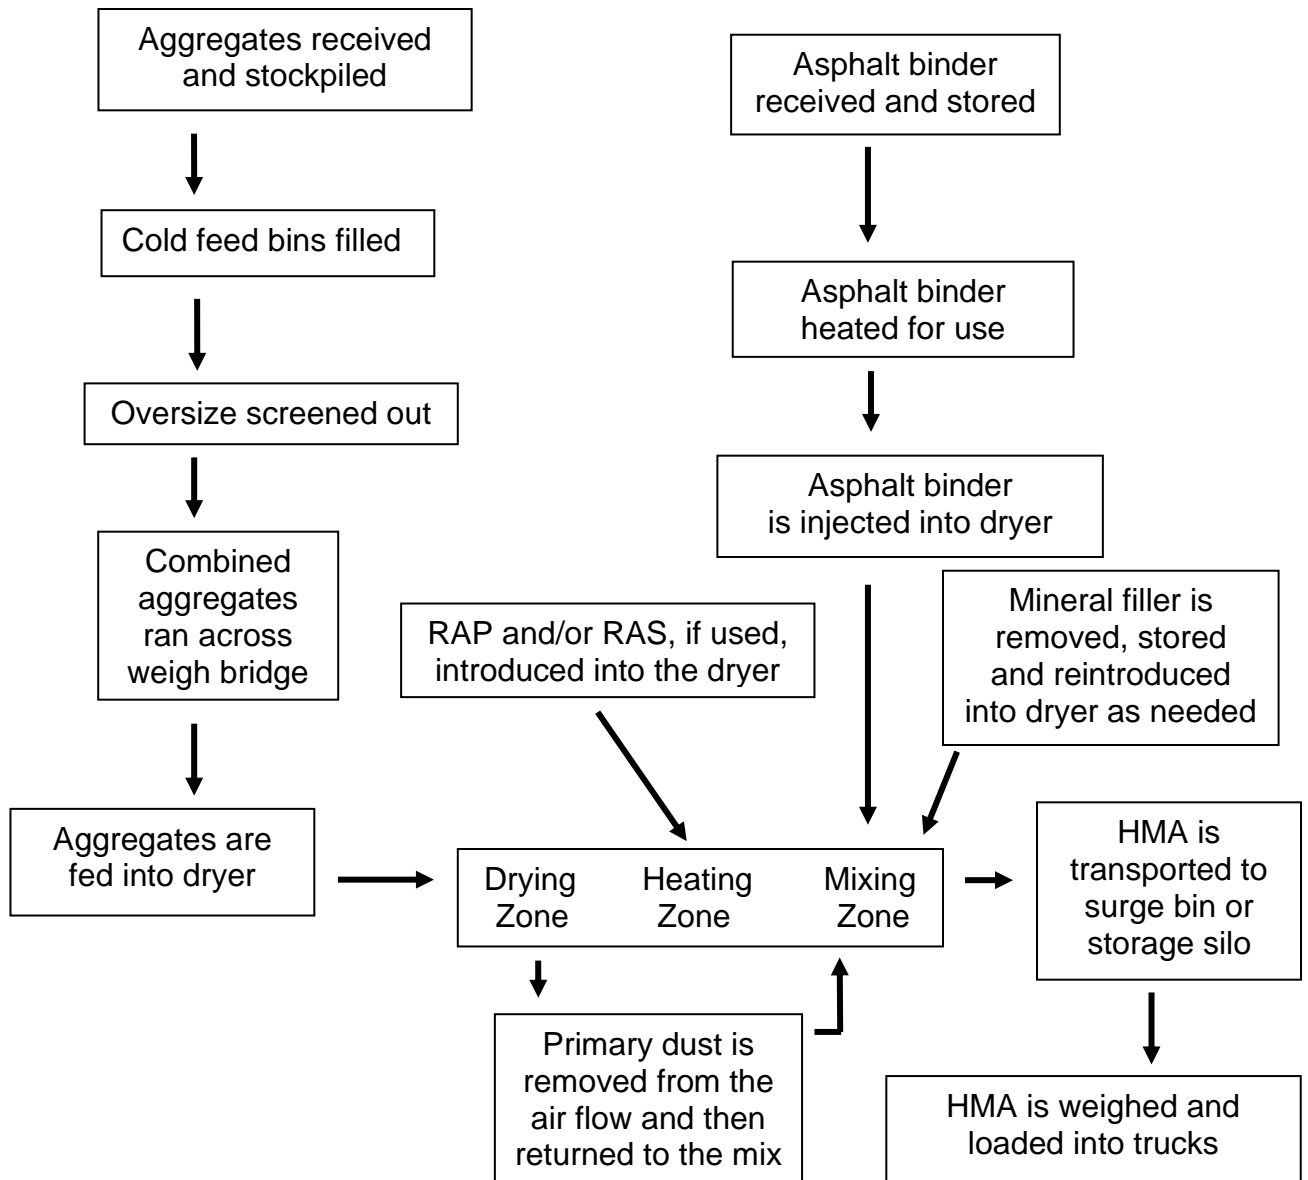 Aggregates received
and stockpiled
Cold feed bins filled
Oversize screened out
Combined
aggregates
ran across
weigh bridge
Aggregates are
fed into dryer
Asphalt binder
received and stored
Asphalt binder
heated for use
Asphalt binder
is injected into dryer
RAP and/or RAS, if used,
introduced into the dryer
Mineral filler is
removed, stored
and reintroduced
into dryer as needed
Drying
Zone
Heating
Zone
Mixing
Zone
Primary dust is
removed from the
air flow and then
returned to the mix
HMA is
transported to
surge bin or
storage silo
HMA is weighed and
loaded into trucks